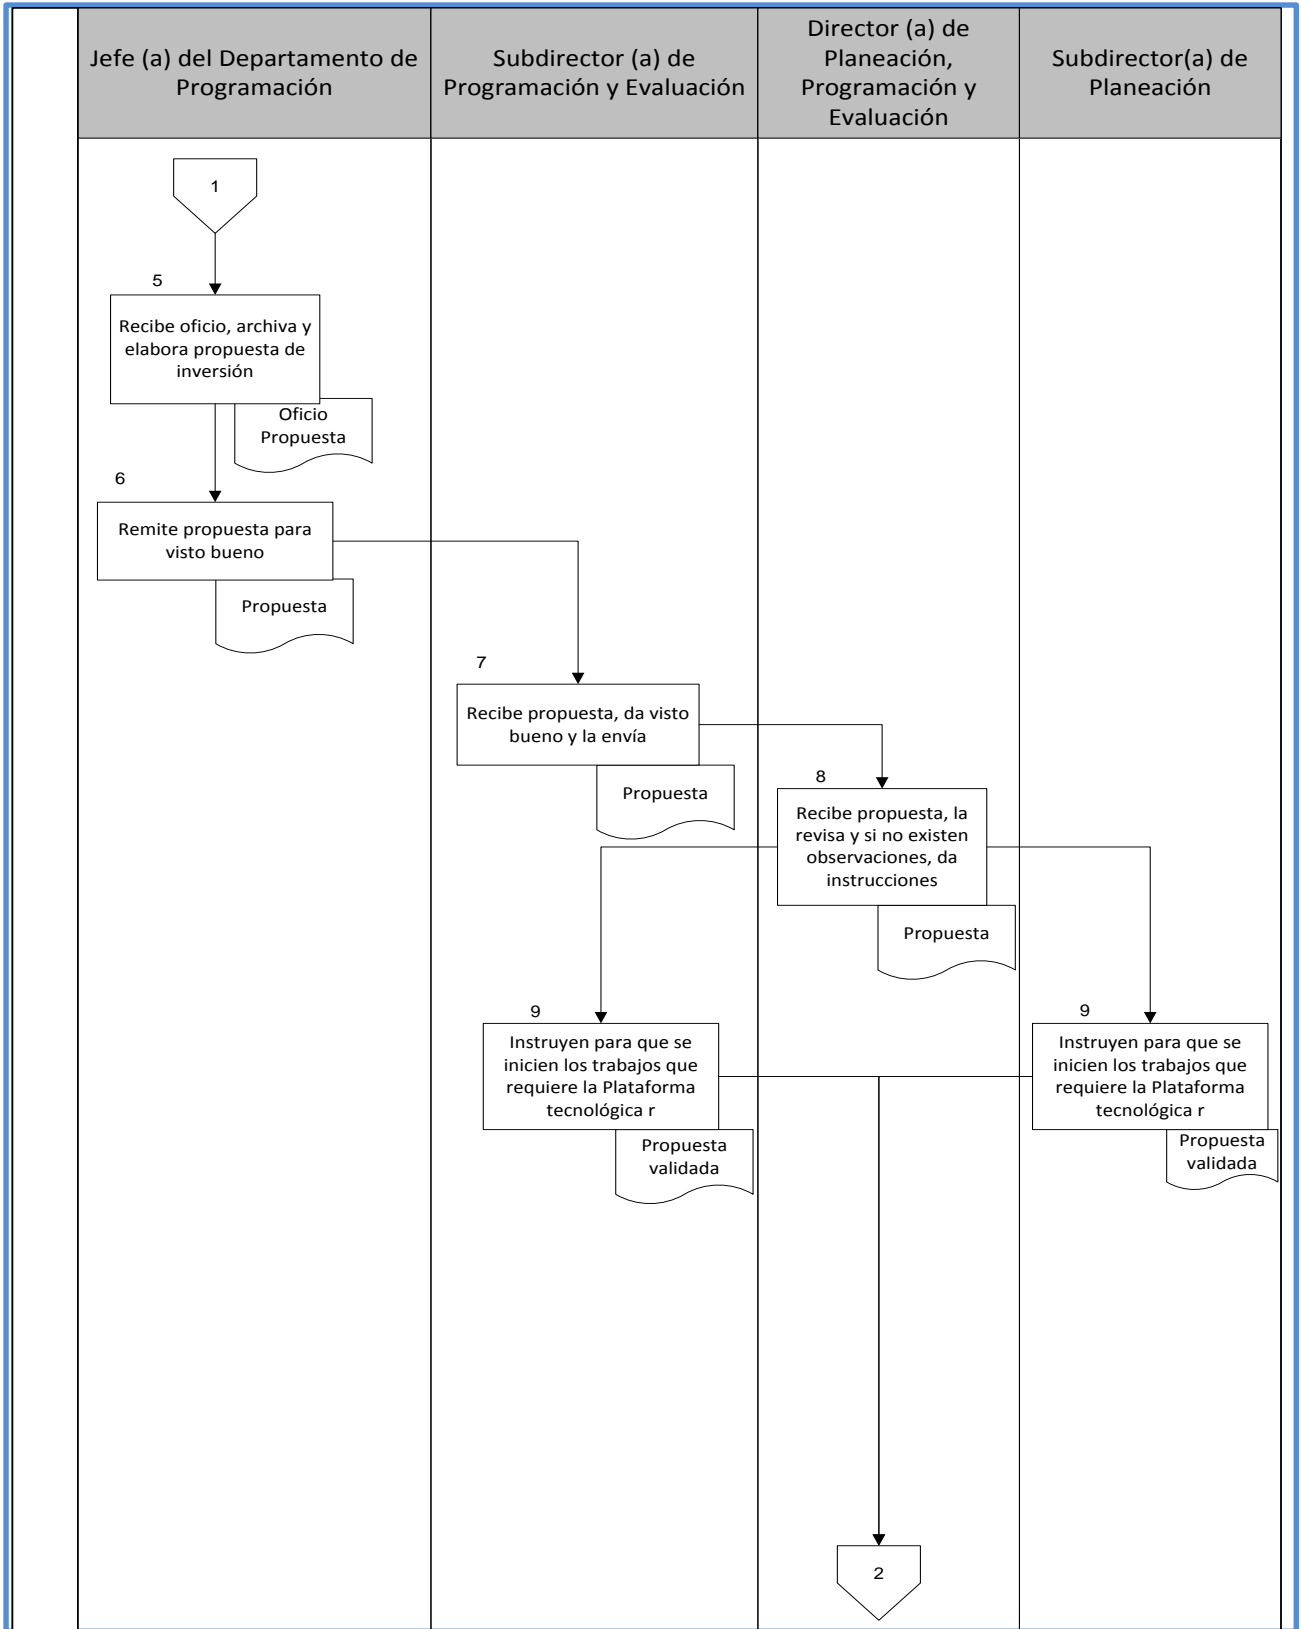 Jefe (a) del Departamento de
Programación
Subdirector (a) de
Programación y Evaluación
Director (a) de
Planeación,
Programación y
Evaluación
Subdirector(a) de
Planeación
1
5
Recibe oficio, archiva y
elabora propuesta de
inversión
Oficio
Propuesta
6
Remite propuesta para
visto bueno
Propuesta
7
Recibe propuesta, da visto
bueno y la envía
Propuesta
8
Recibe propuesta, la
revisa y si no existen
observaciones, da
instrucciones
Propuesta
9
Instruyen para que se
inicien los trabajos que
requiere la Plataforma
tecnológica r
Propuesta
validada
9
Instruyen para que se
inicien los trabajos que
requiere la Plataforma
tecnológica r
Propuesta
validada
2